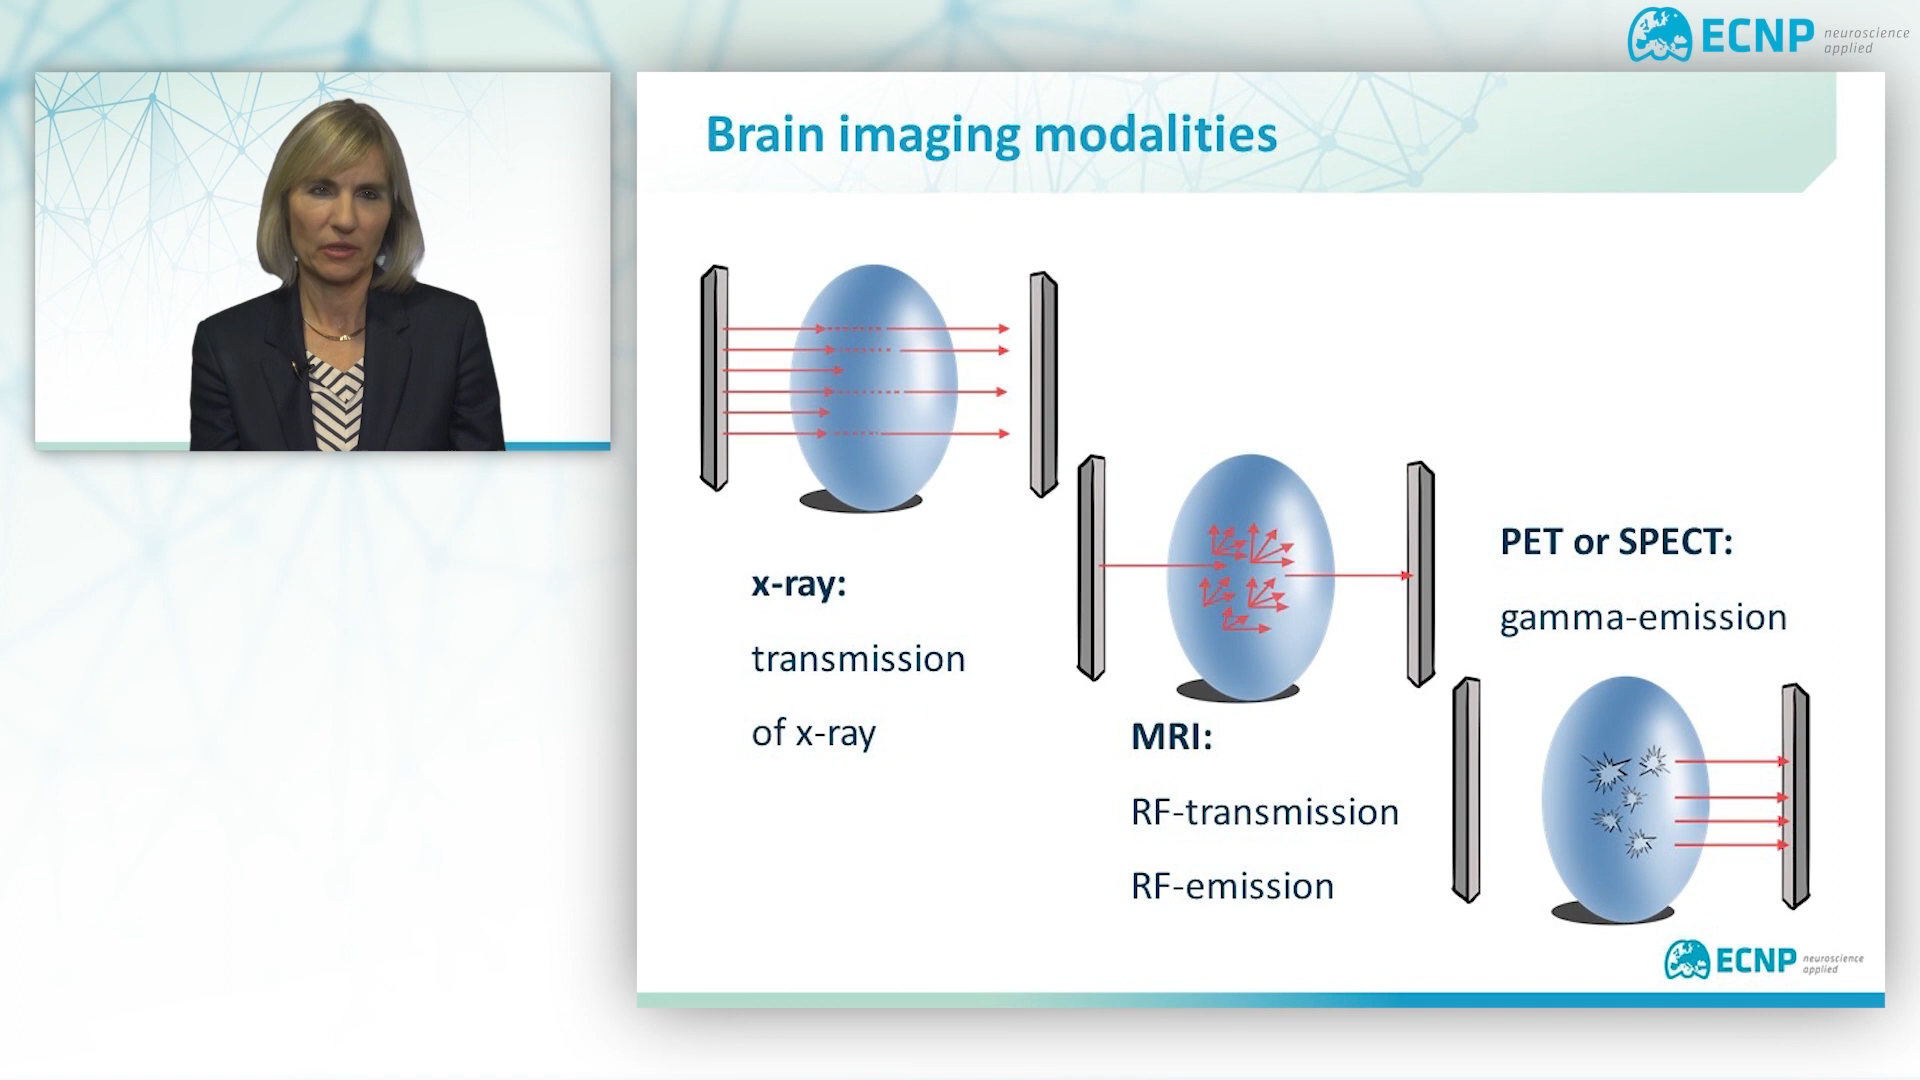 ECNP neuroscience
applied
Brain imaging modalities
x-ray:
transmission
of x-ray
MRI:
RF-transmission
RF-emission
PET or SPECT:
gamma-emission
ECNP neuroscience
applied